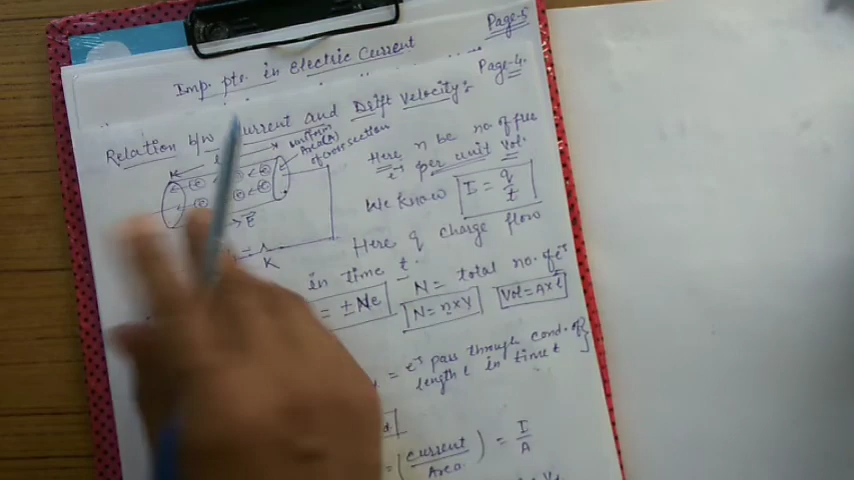 Page-5
Imp. pts. in Electric Current
Page-4.
Relation b/w Current and Drift Velocity:
l
uniform
Area(A)
of cross section
Here n be no. of free
e⁻s per unit Vol.
We know I = q/t
E
K
Here q charge flow
in time t.
= ±Ne
N = total no. of e⁻s
N = n×V
Vol = A×l
= e⁻s pass through cond. of
length l in time t
= (Current/Area) = I/A